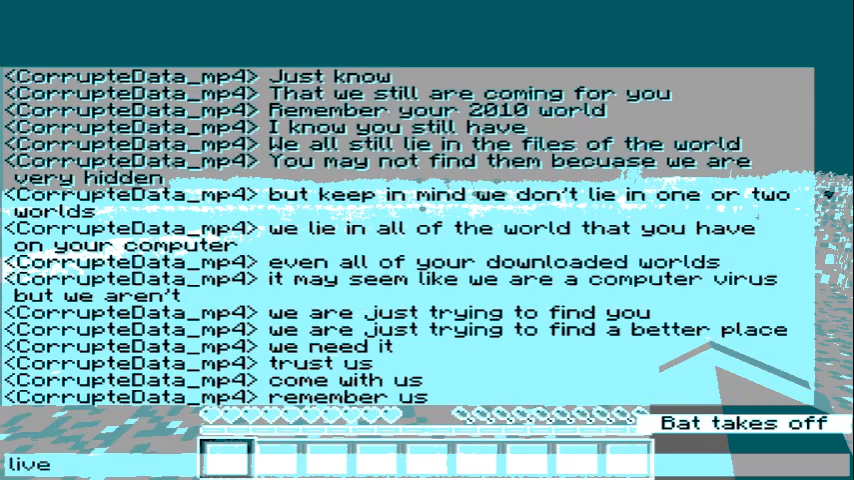 <CorrupteData_mp4> Just know
<CorrupteData_mp4> That we still are coming for you
<CorrupteData_mp4> Remember your 2010 world
<CorrupteData_mp4> I know you still have
<CorrupteData_mp4> We all still lie in the files of the world
<CorrupteData_mp4> You may not find them becuase we are
very hidden
<CorrupteData_mp4> but keep in mind we don't lie in one or two
worlds
<CorrupteData_mp4> we lie in all of the world that you have
on your computer
<CorrupteData_mp4> even all of your downloaded worlds
<CorrupteData_mp4> it may seem like we are a computer virus
but we aren't
<CorrupteData_mp4> we are just trying to find you
<CorrupteData_mp4> we are just trying to find a better place
<CorrupteData_mp4> we need it
<CorrupteData_mp4> trust us
<CorrupteData_mp4> come with us
<CorrupteData_mp4> remember us
Bat takes off
live